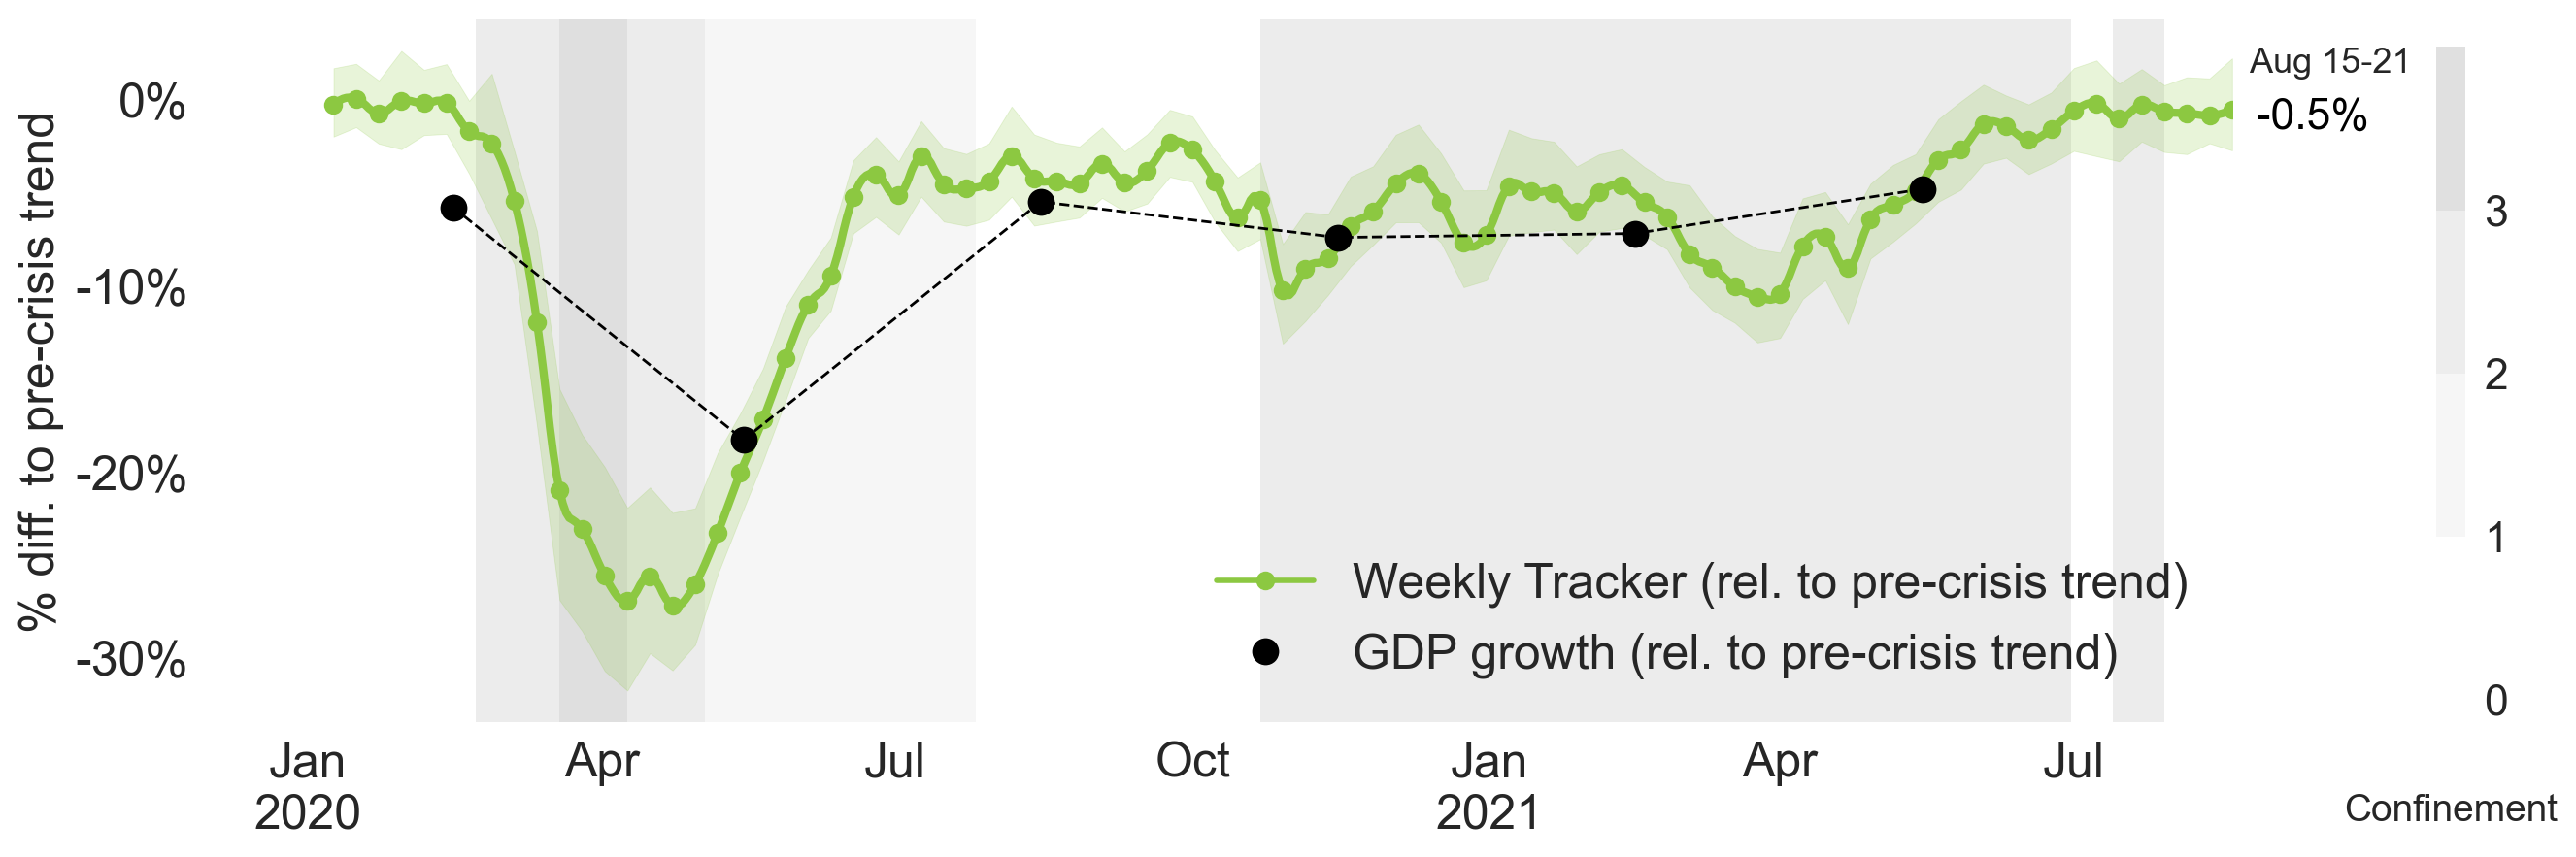 % diff. to pre-crisis trend
0%
-10%
-20%
-30%
Aug 15-21
-0.5%
Weekly Tracker (rel. to pre-crisis trend)
GDP growth (rel. to pre-crisis trend)
Jan
2020
Apr
Jul
Oct
Jan
2021
Apr
Jul
3
2
1
0
Confinement